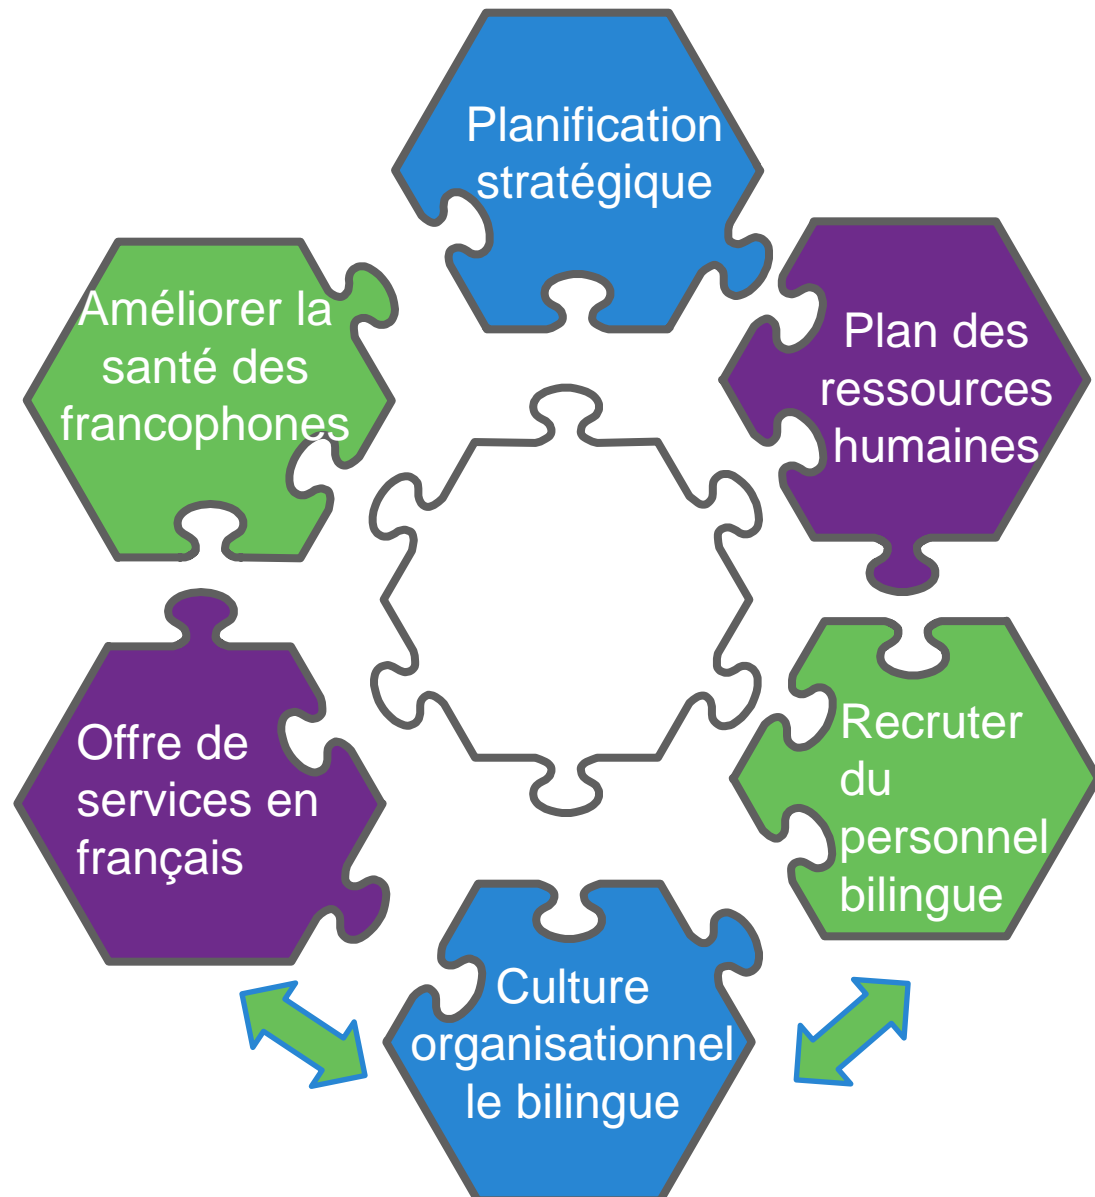 Planification
stratégique
Plan des
ressources
humaines
Recruter
du
personnel
bilingue
Culture
organisationnel
le bilingue
Offre de
services en
français
Améliorer la
santé des
francophones